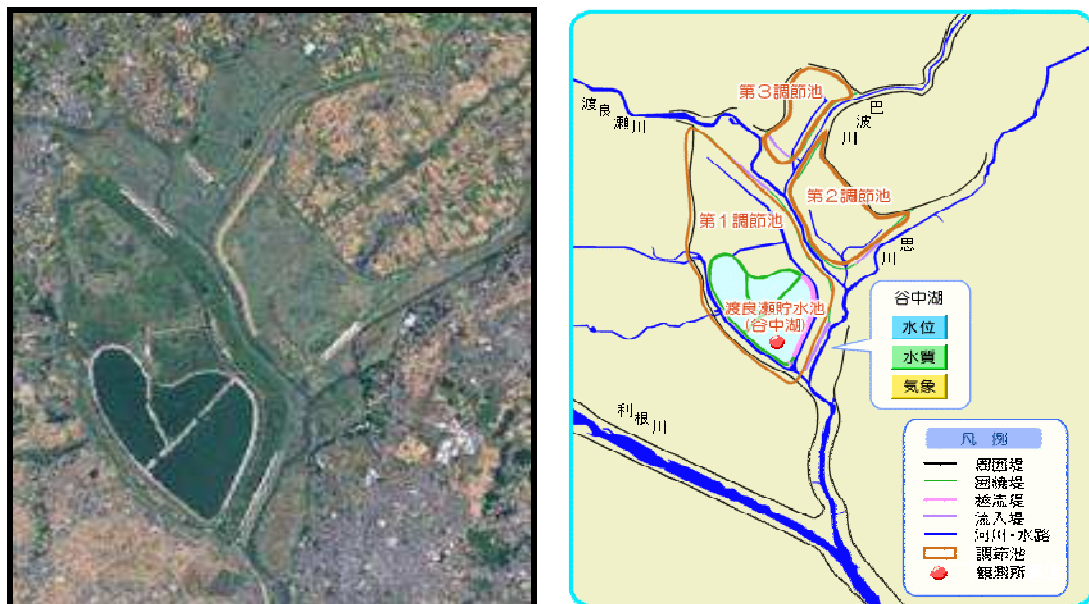 第3調節池
渡良瀬川
巴波川
第2調節池
第1調節池
思川
谷中湖
水位
水質
気象
渡良瀬貯水池
(谷中湖)
利根川
凡例
周囲堤
囲繞堤
越流堤
流入堤
河川・水路
調節池
観測所